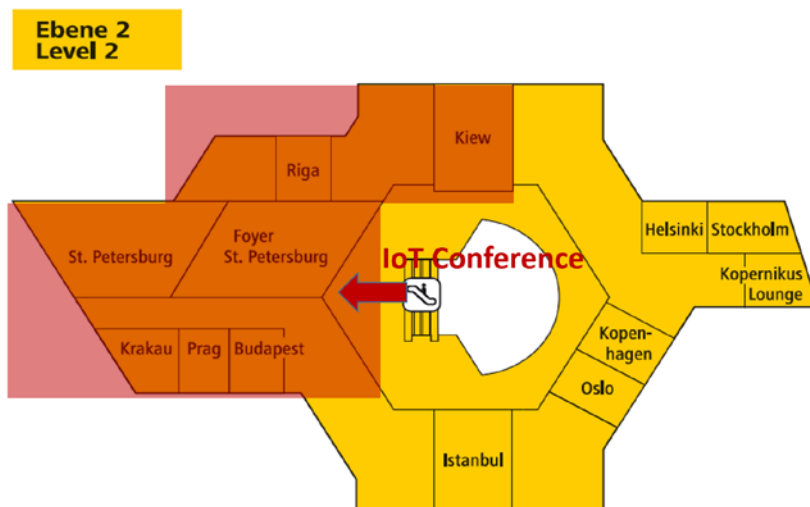 Ebene 2
Level 2
Kiew
Riga
Helsinki
Stockholm
St. Petersburg
Foyer
St. Petersburg
IoT Conference
Kopernikus
Lounge
Krakau
Prag
Budapest
Kopen-
hagen
Oslo
Istanbul